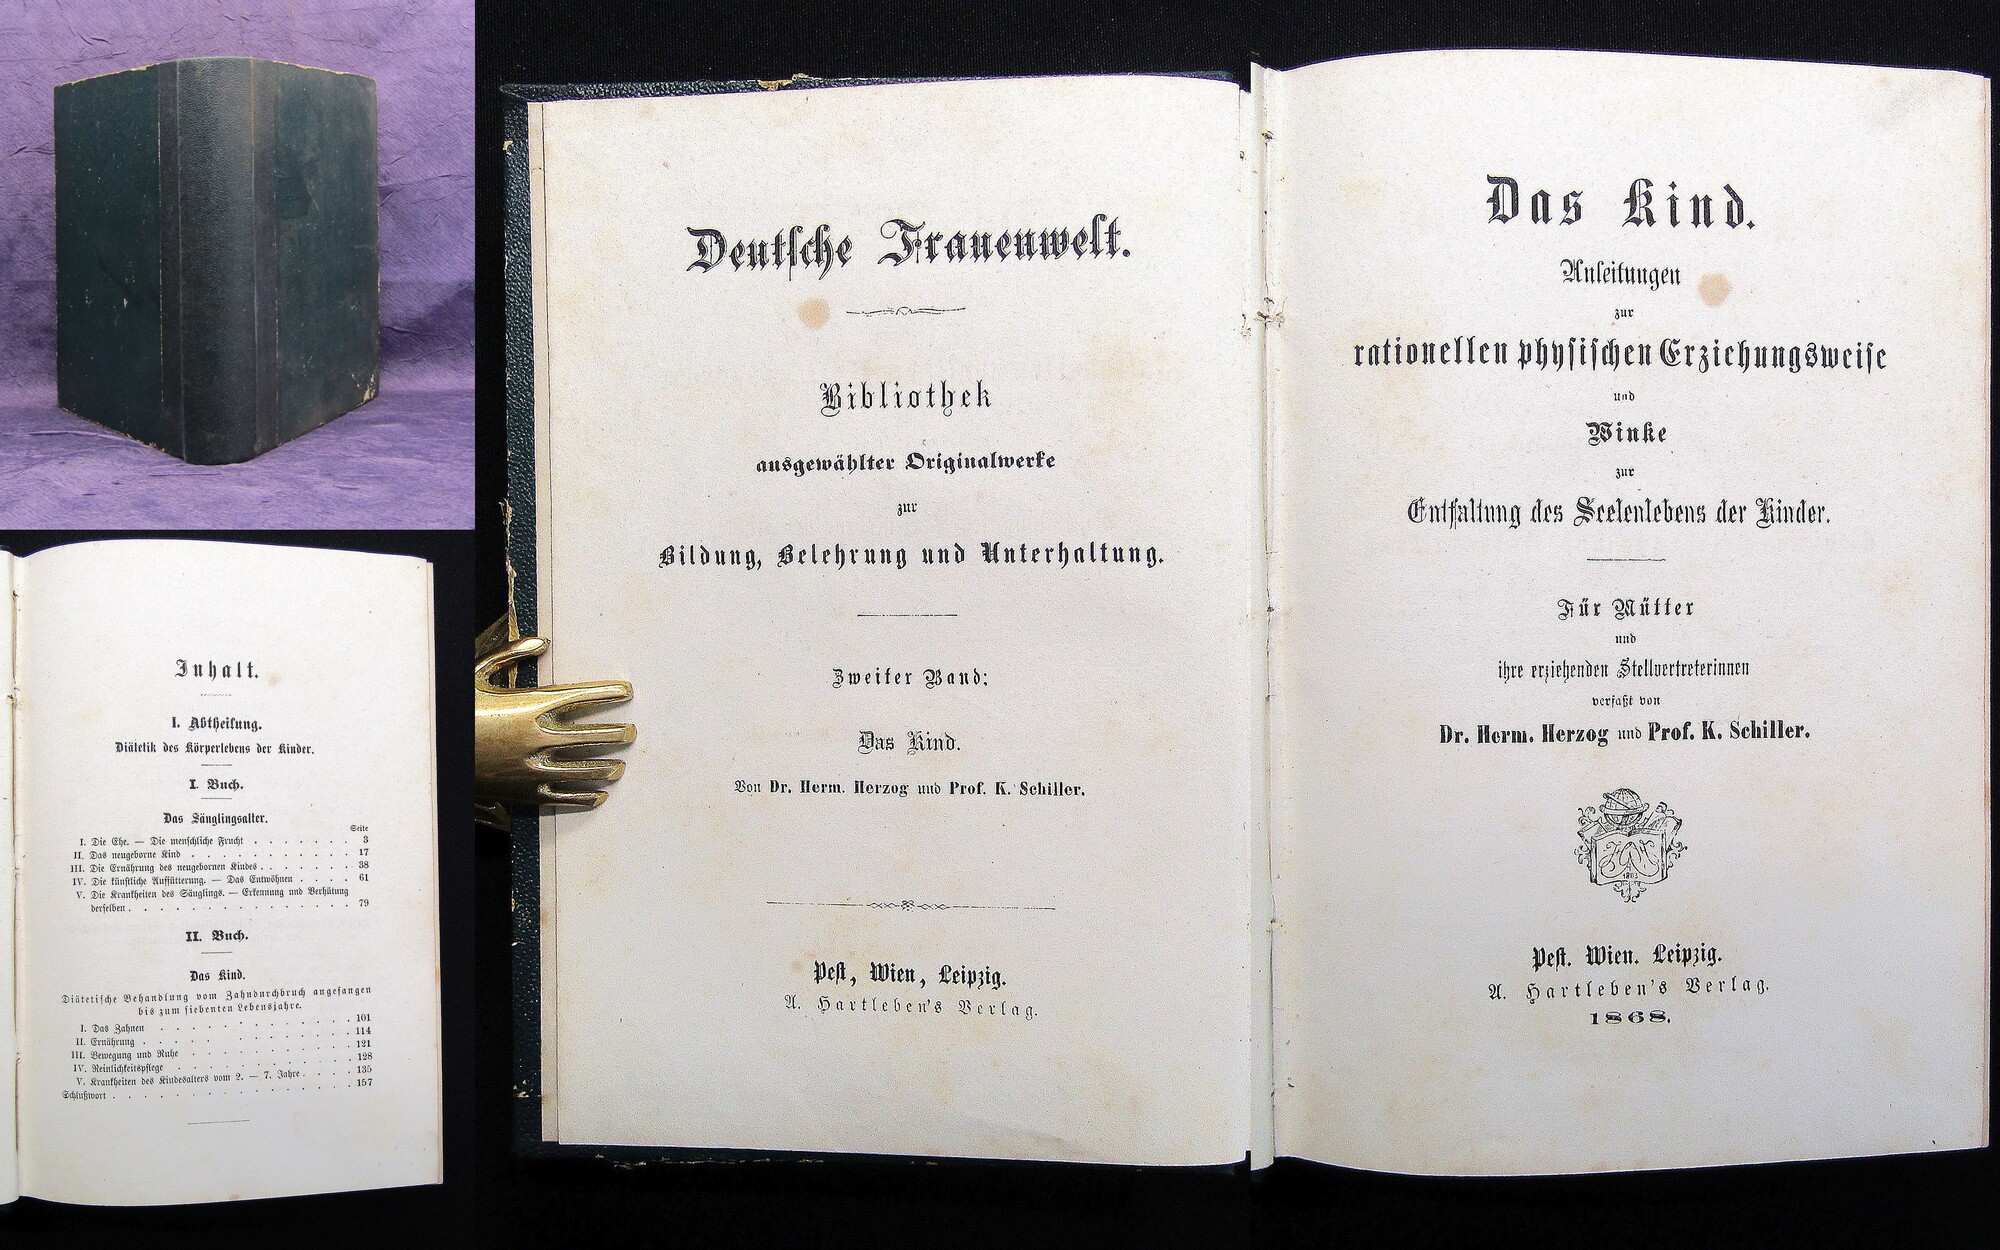 Inhalt.
I. Abtheilung.
Diätetik des Körperlebens der Kinder.
I. Buch.
Das Säuglingsalter.
Seite
I. Die Ehe. — Die menschliche Frucht . . . . . . . 3
II. Das neugeborne Kind . . . . . . . . . . 17
III. Die Ernährung des neugebornen Kindes . . . . . . 38
IV. Die künstliche Auffütterung. — Das Entwöhnen . . . . 61
V. Die Krankheiten des Säuglings. — Erkennung und Verhütung
derselben . . . . . . . . . . . . . . 79
II. Buch.
Das Kind.
Diätetische Behandlung vom Zahndurchbruch angefangen
bis zum siebenten Lebensjahre.
I. Das Zahnen . . . . . . . . . . . . 101
II. Ernährung . . . . . . . . . . . . 114
III. Bewegung und Ruhe . . . . . . . . . . 121
IV. Reinlichkeitspflege . . . . . . . . . . . 128
V. Krankheiten des Kindesalters vom 2. — 7. Jahre . . . . 135
Schlußwort . . . . . . . . . . . . . . 157
Deutsche Frauenwelt.
Bibliothek
ausgewählter Originalwerke
zur
Bildung, Belehrung und Unterhaltung.
Zweiter Band:
Das Kind.
Von Dr. Herm. Herzog und Prof. K. Schiller.
Pest, Wien, Leipzig.
A. Hartleben's Verlag.
Das Kind.
Anleitungen
zur
rationellen physischen Erziehungsweise
und
Winke
zur
Entfaltung des Seelenlebens der Kinder.
Für Mütter
und
ihre erziehenden Stellvertreterinnen
verfaßt von
Dr. Herm. Herzog und Prof. K. Schiller.
Pest. Wien. Leipzig.
A. Hartleben's Verlag.
1868.